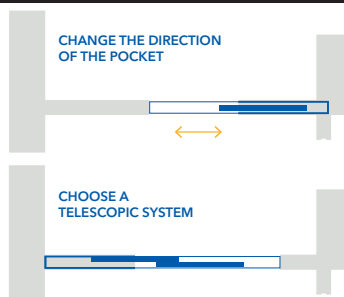 CHANGE THE DIRECTION
OF THE POCKET
CHOOSE A
TELESCOPIC SYSTEM